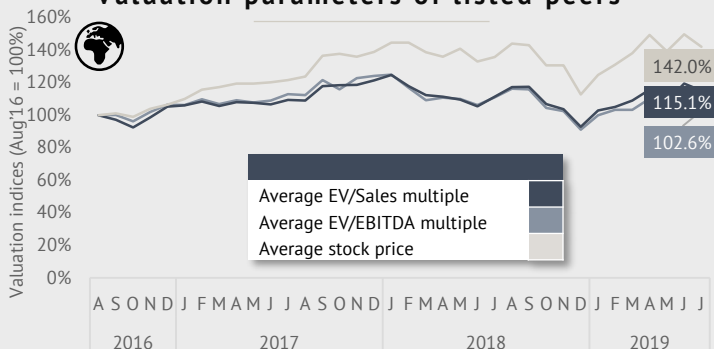 Valuation parameters of listed peers
Valuation indices (Aug'16 = 100%)
160%
140%
120%
100%
80%
60%
40%
20%
0%
142.0%
115.1%
102.6%
Average EV/Sales multiple
Average EV/EBITDA multiple
Average stock price
A S O N D J F M A M J J A S O N D J F M A M J J A S O N D J F M A M J J
2016 2017 2018 2019